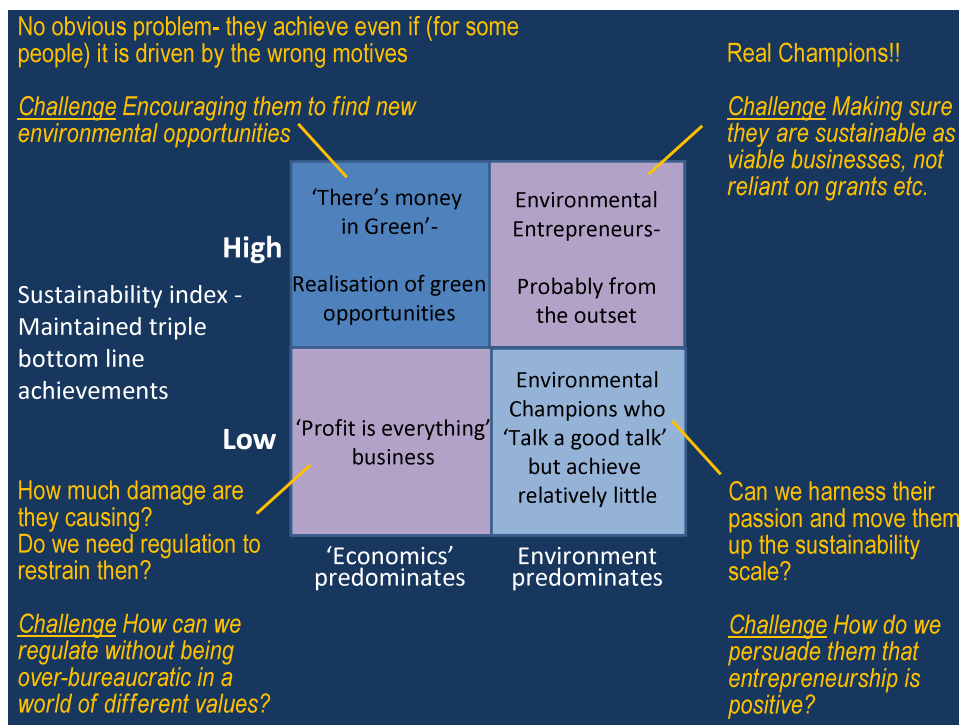 No obvious problem- they achieve even if (for some
people) it is driven by the wrong motives
Challenge Encouraging them to find new
environmental opportunities
Real Champions!!
Challenge Making sure
they are sustainable as
viable businesses, not
reliant on grants etc.
High
‘There’s money
in Green’-
Realisation of green
opportunities
Environmental
Entrepreneurs-
Probably from
the outset
Sustainability index -
Maintained triple
bottom line
achievements
Low
‘Profit is everything’
business
Environmental
Champions who
‘Talk a good talk’
but achieve
relatively little
How much damage are
they causing?
Do we need regulation to
restrain then?
Challenge How can we
regulate without being
over-bureaucratic in a
world of different values?
‘Economics’
predominates
Environment
predominates
Can we harness their
passion and move them
up the sustainability
scale?
Challenge How do we
persuade them that
entrepreneurship is
positive?